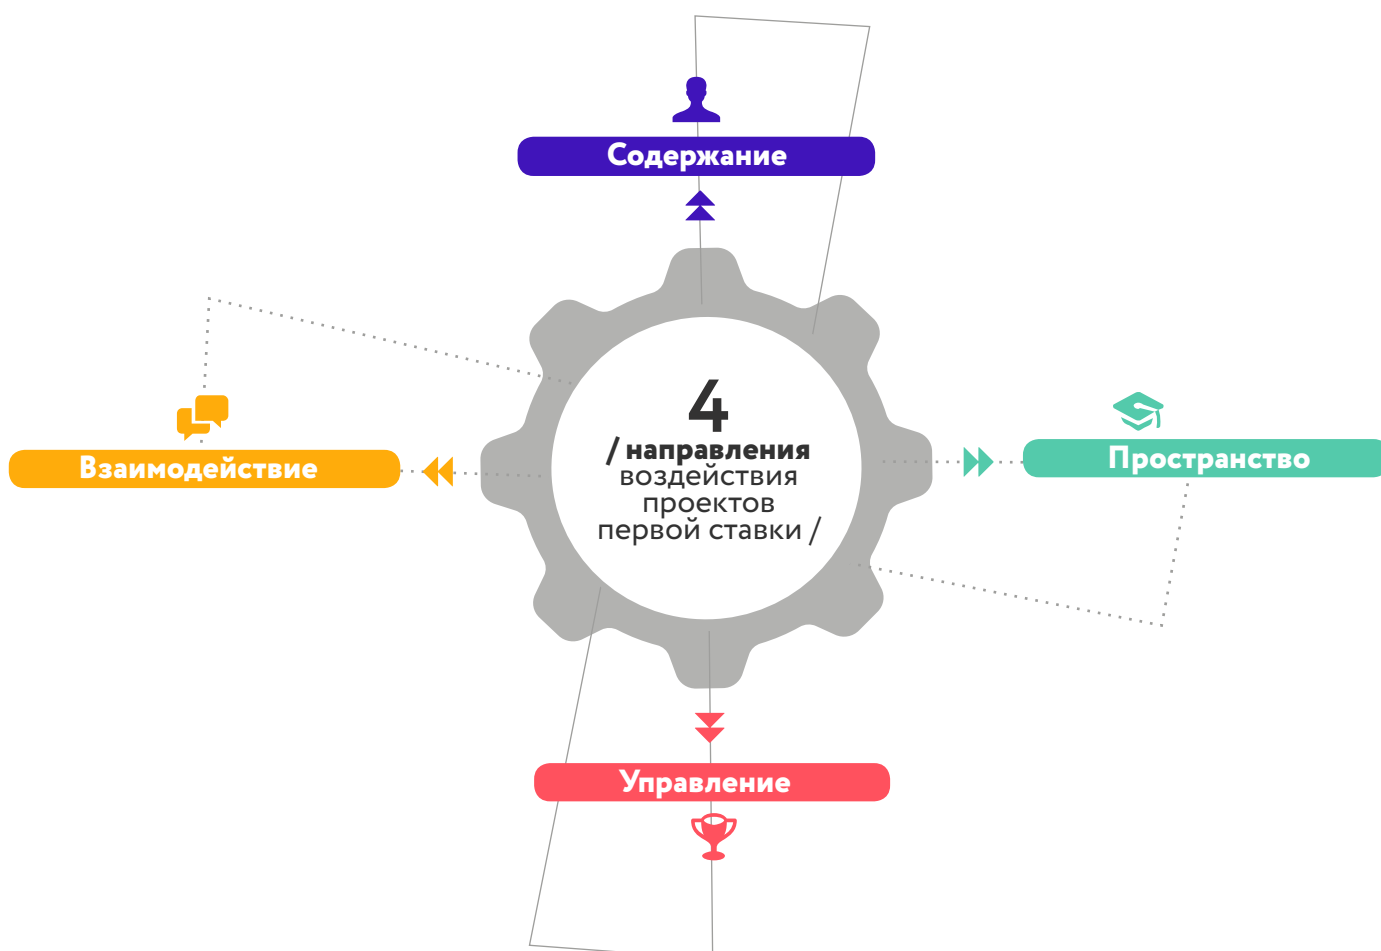 Содержание
4
/ направления
воздействия
проектов
первой ставки /
Взаимодействие
Пространство
Управление